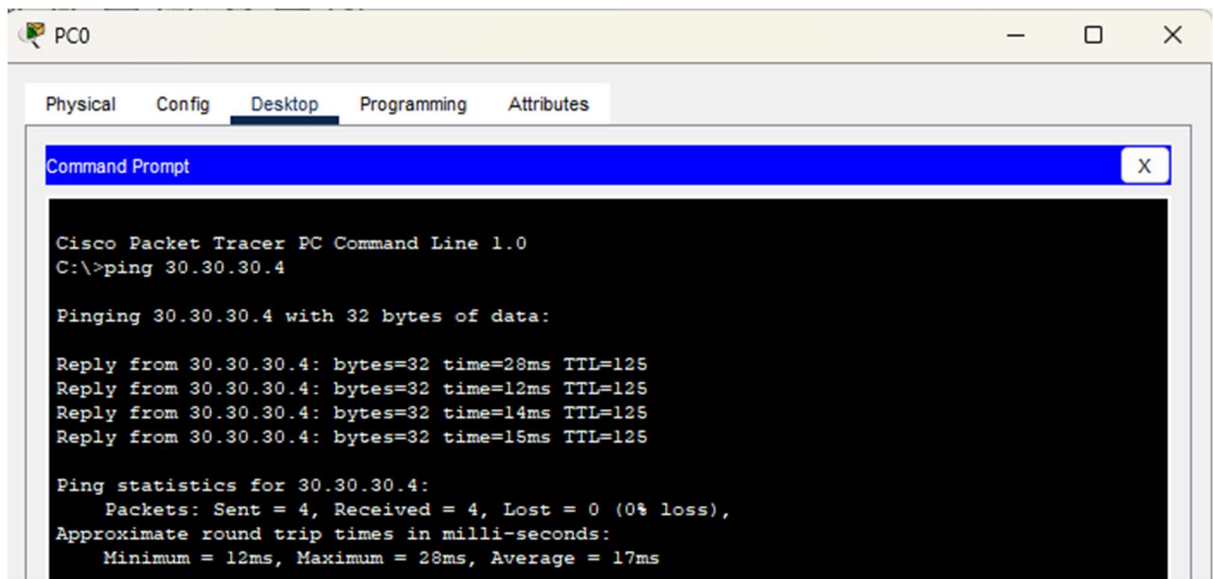 PC0
Physical Config Desktop Programming Attributes
Command Prompt X
Cisco Packet Tracer PC Command Line 1.0
C:\>ping 30.30.30.4
Pinging 30.30.30.4 with 32 bytes of data:
Reply from 30.30.30.4: bytes=32 time=28ms TTL=125
Reply from 30.30.30.4: bytes=32 time=12ms TTL=125
Reply from 30.30.30.4: bytes=32 time=14ms TTL=125
Reply from 30.30.30.4: bytes=32 time=15ms TTL=125
Ping statistics for 30.30.30.4:
    Packets: Sent = 4, Received = 4, Lost = 0 (0% loss),
Approximate round trip times in milli-seconds:
    Minimum = 12ms, Maximum = 28ms, Average = 17ms